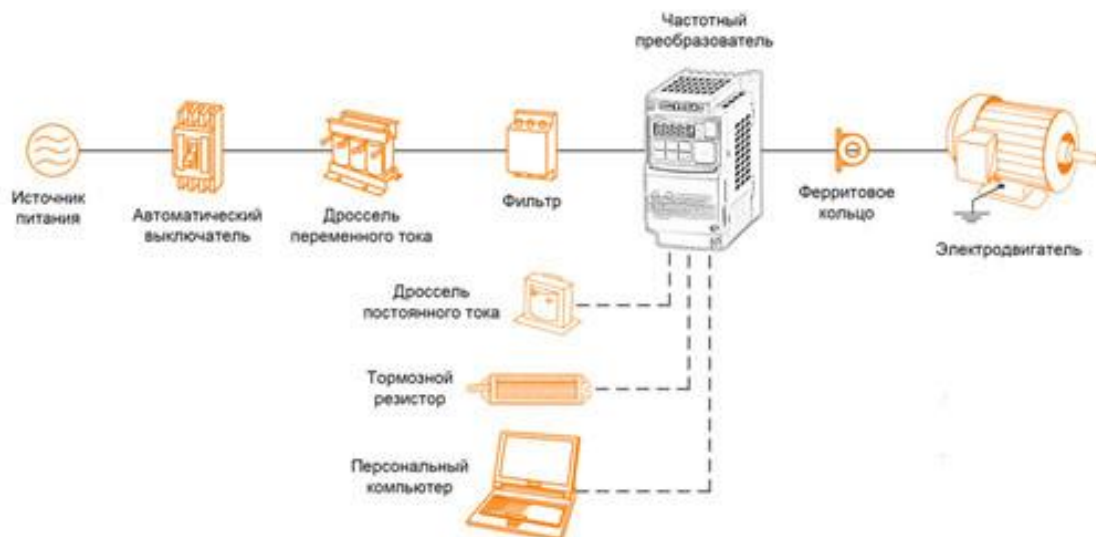 Частотный
преобразователь
Источник
питания
Автоматический
выключатель
Дроссель
переменного тока
Фильтр
Ферритовое
кольцо
Электродвигатель
Дроссель
постоянного тока
Тормозной
резистор
Персональный
компьютер